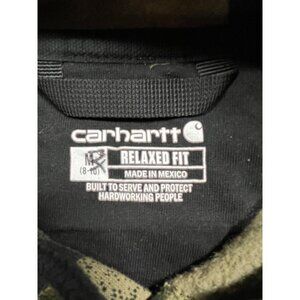 carhartt
RELAXED FIT
(8-10)
MADE IN MEXICO
BUILT TO SERVE AND PROTECT
HARDWORKING PEOPLE